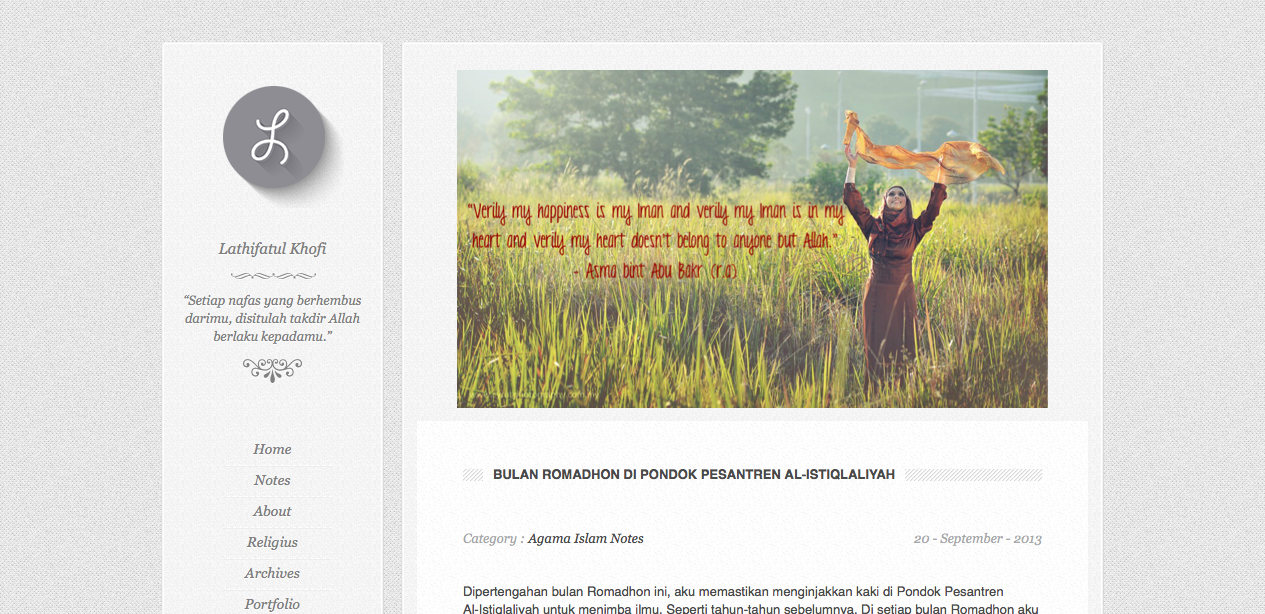 L
Lathifatul Khofi
“Setiap nafas yang berhembus
darimu, disitulah takdir Allah
berlaku kepadamu.”
Home
Notes
About
Religius
Archives
Portfolio
"Verily my happiness is my Iman and verily my Iman is in my
heart and verily my heart doesn't belong to anyone but Allah."
- Asma bint Abu Bakr (r.a)
BULAN ROMADHON DI PONDOK PESANTREN AL-ISTIQLALIYAH
Category : Agama Islam Notes
20 - September - 2013
Dipertengahan bulan Romadhon ini, aku memastikan menginjakkan kaki di Pondok Pesantren
Al-Istiqlaliyah untuk menimba ilmu. Seperti tahun-tahun sebelumnya. Di setiap bulan Romadhon aku